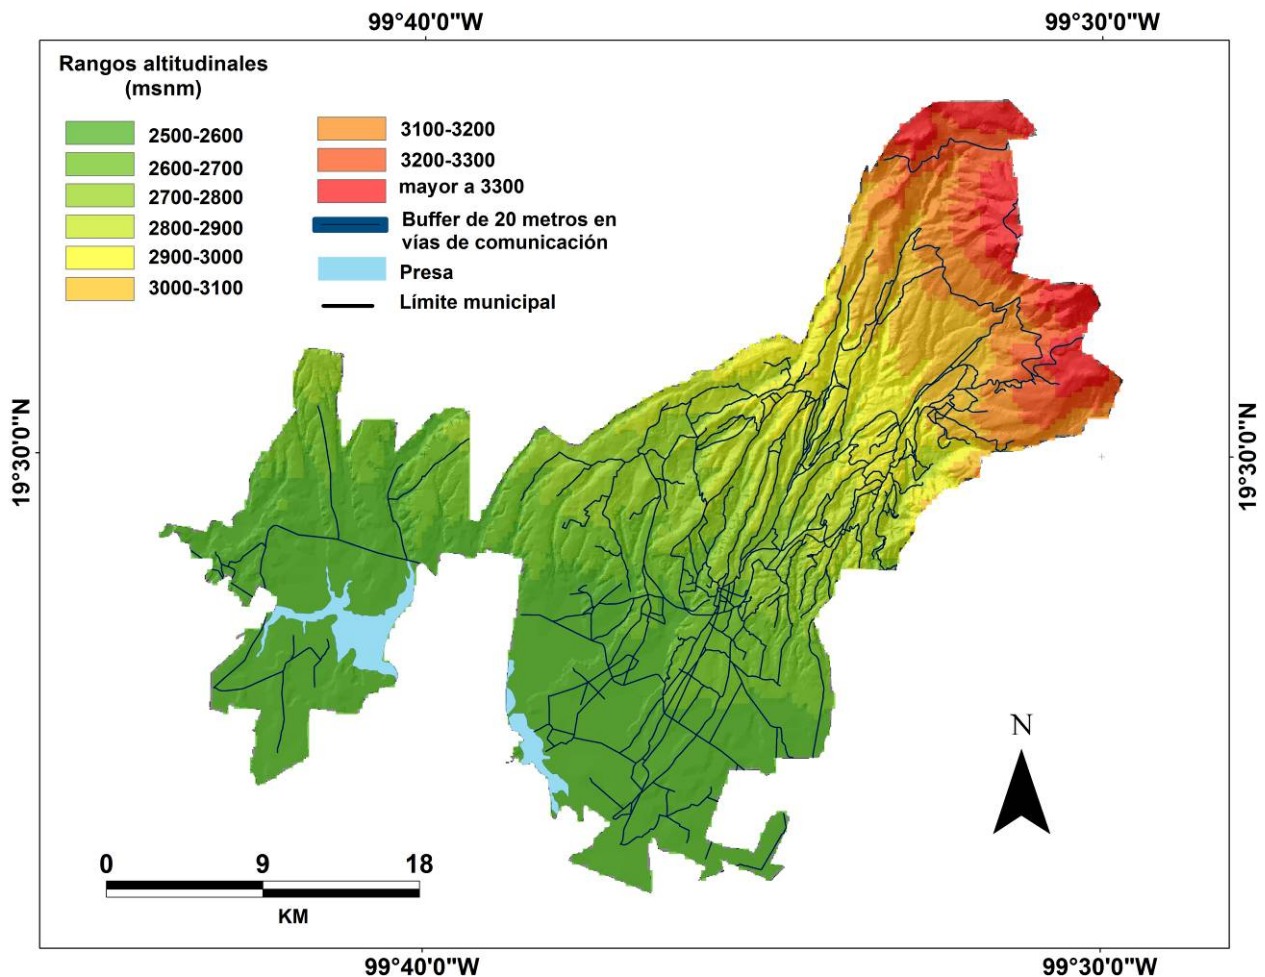 99°40'0"W
99°30'0"W
Rangos altitudinales
(msnm)
2500-2600
2600-2700
2700-2800
2800-2900
2900-3000
3000-3100
3100-3200
3200-3300
mayor a 3300
Buffer de 20 metros en
vías de comunicación
Presa
Límite municipal
19°30'0"N
19°30'0"N
N
0 9 18
KM
99°40'0"W
99°30'0"W